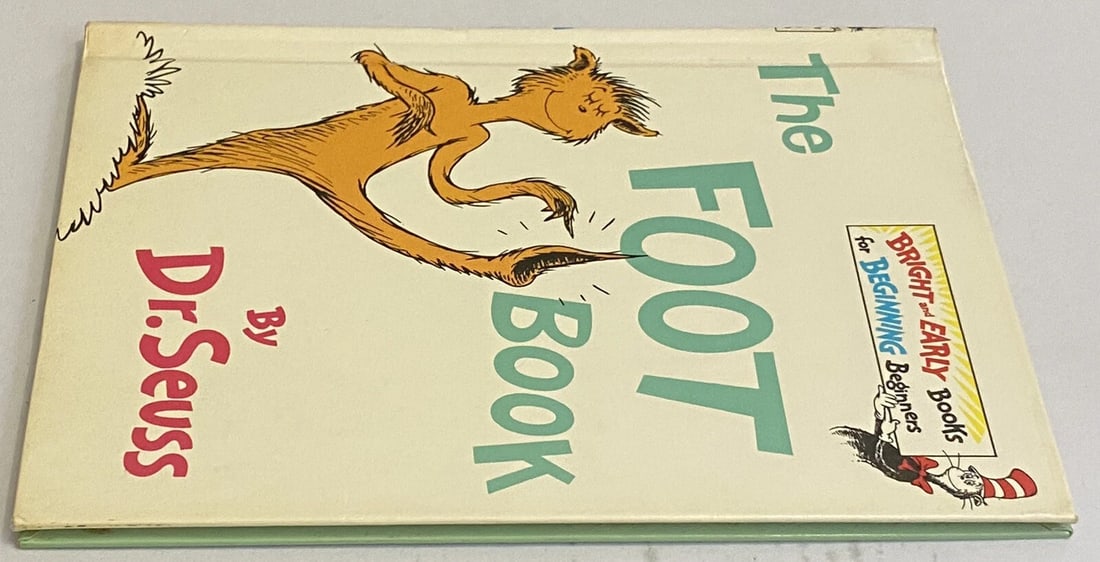 BRIGHT and EARLY Books
for BEGINNING Beginners
The
FOOT
BOOK
By
Dr. Seuss